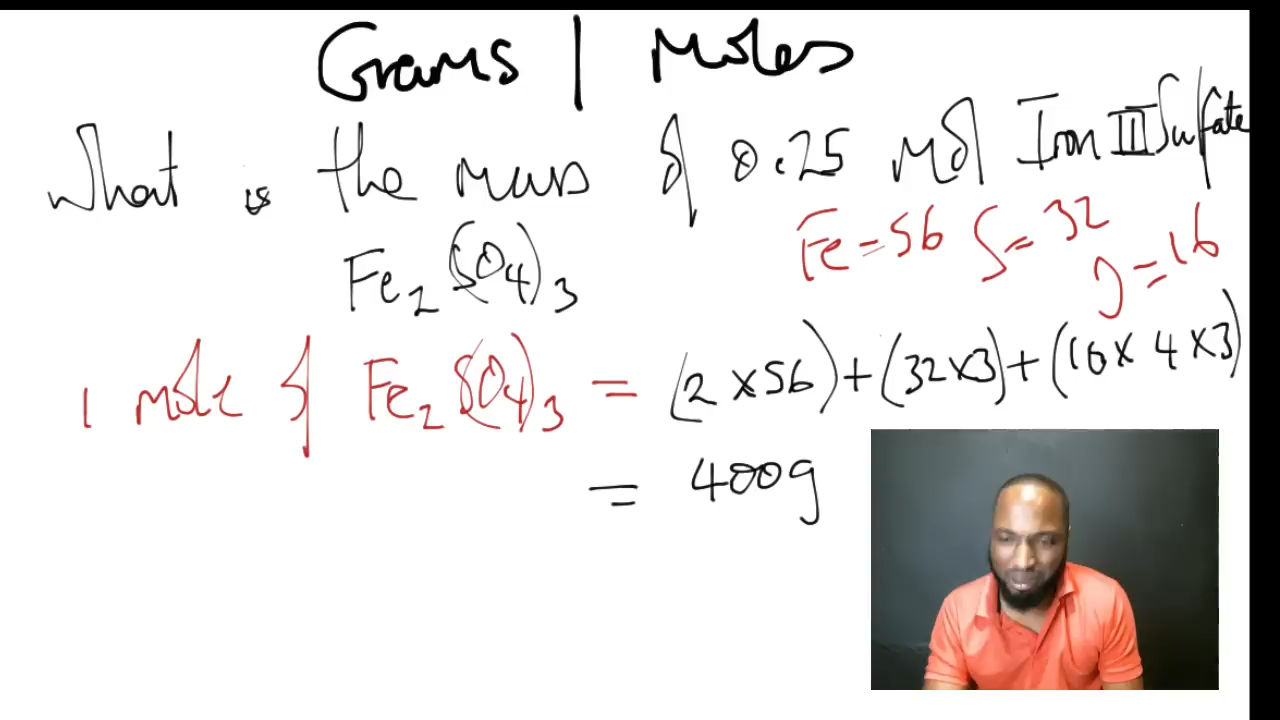 Grams | Moles
What is the mass of 0.25 mol Iron III Sulfate
Fe = 56 S = 32
Fe₂(SO₄)₃ O = 16
1 mole of Fe₂(SO₄)₃ = (2 × 56) + (32 × 3) + (16 × 4 × 3)
= 400g